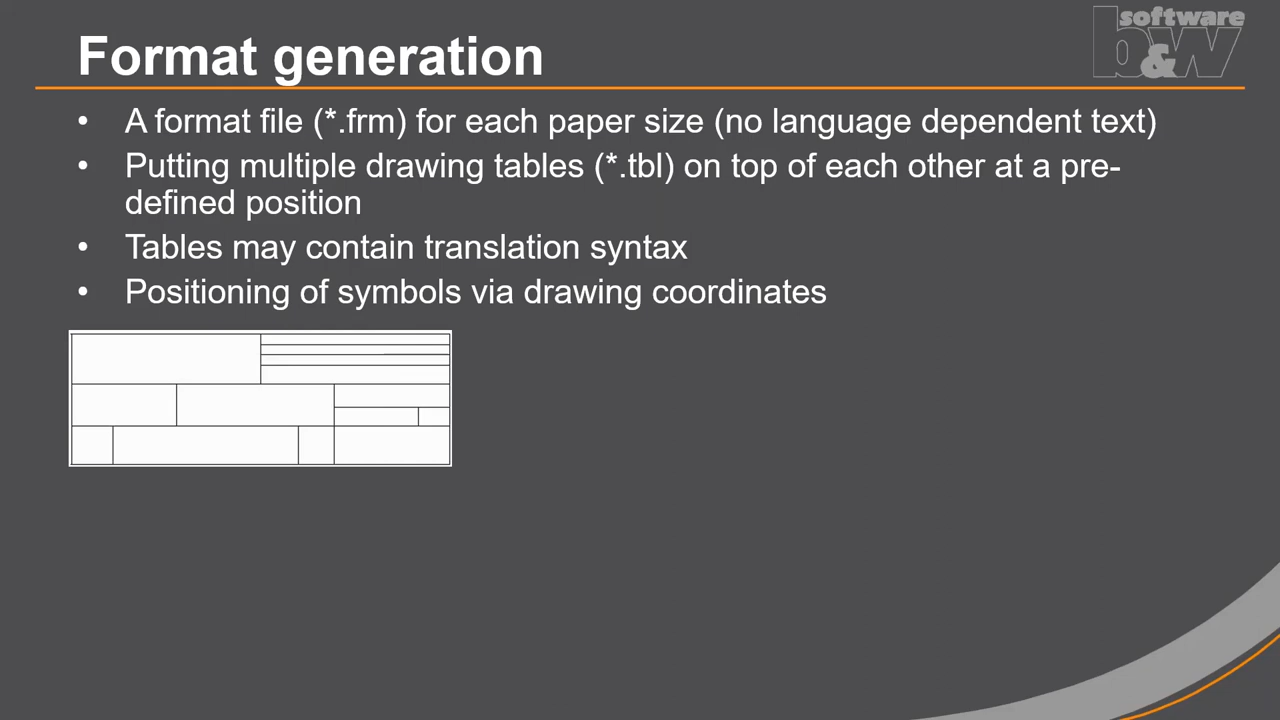 software
b&w
Format generation
• A format file (*.frm) for each paper size (no language dependent text)
• Putting multiple drawing tables (*.tbl) on top of each other at a pre-
defined position
• Tables may contain translation syntax
• Positioning of symbols via drawing coordinates